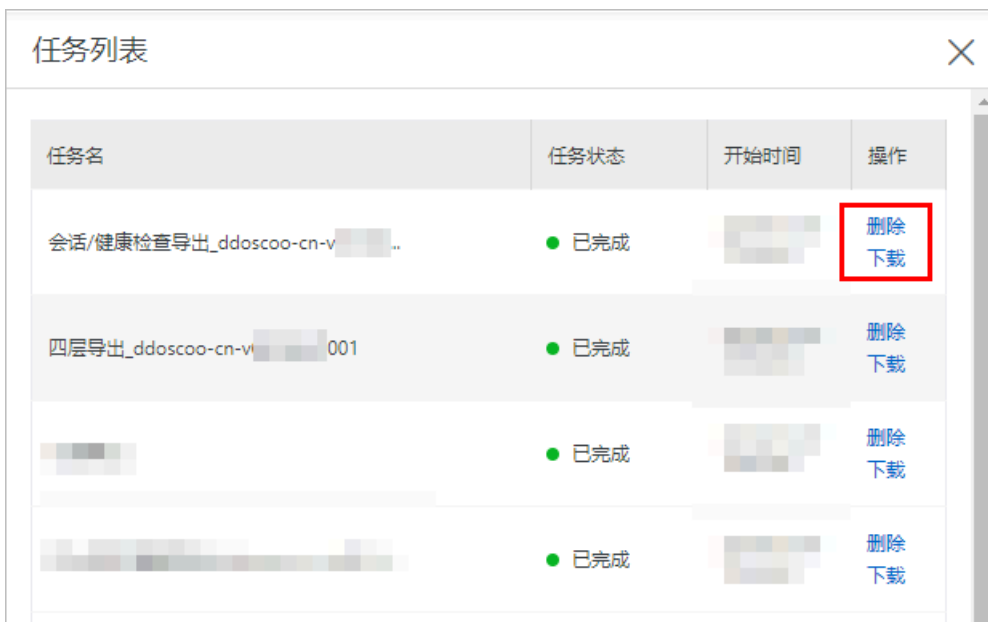 任务列表
任务名 任务状态 开始时间 操作
会话/健康检查导出_ddoscoo-cn-v ... 已完成 删除
下载
四层导出_ddoscoo-cn-v 001 已完成 删除
下载
已完成 删除
下载
已完成 删除
下载